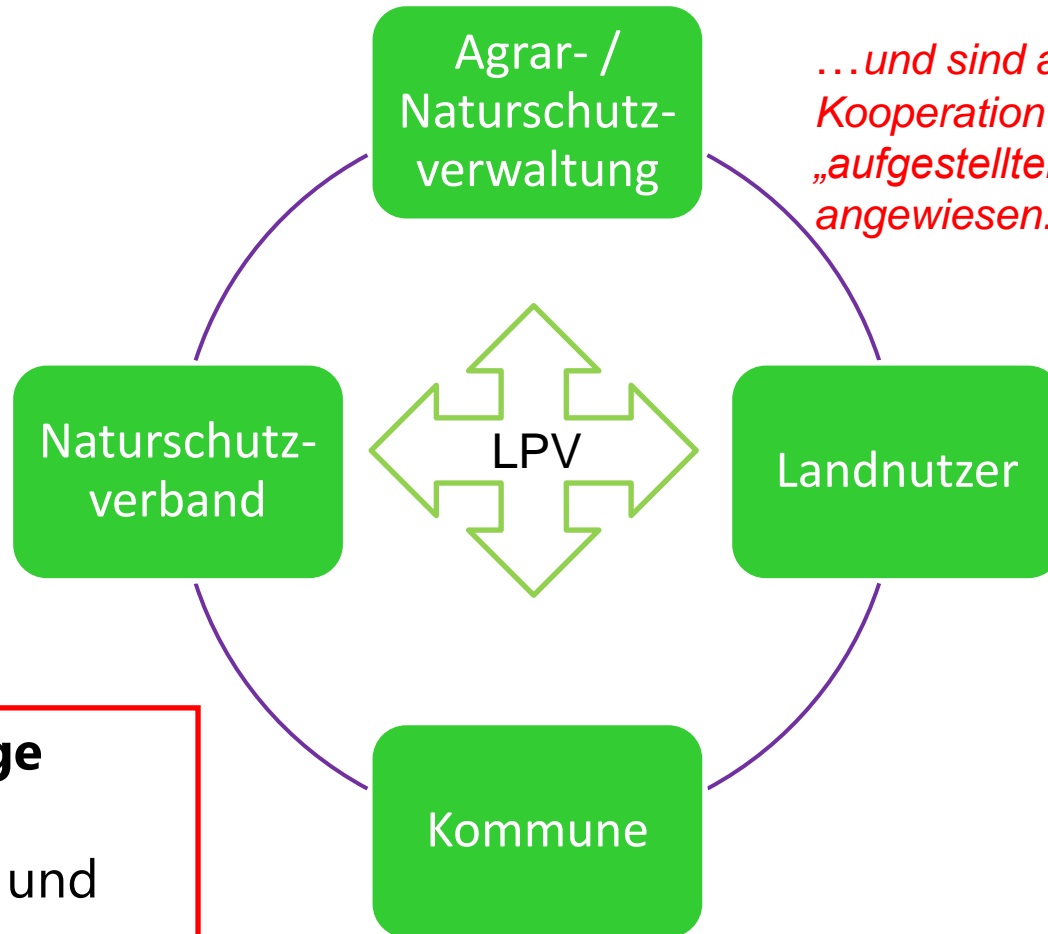 Agrar- /
Naturschutz-
verwaltung
…und sind a
Kooperation
„aufgestellte
angewiesen.
Naturschutz-
verband
LPV
Landnutzer
Kommune
ge
und